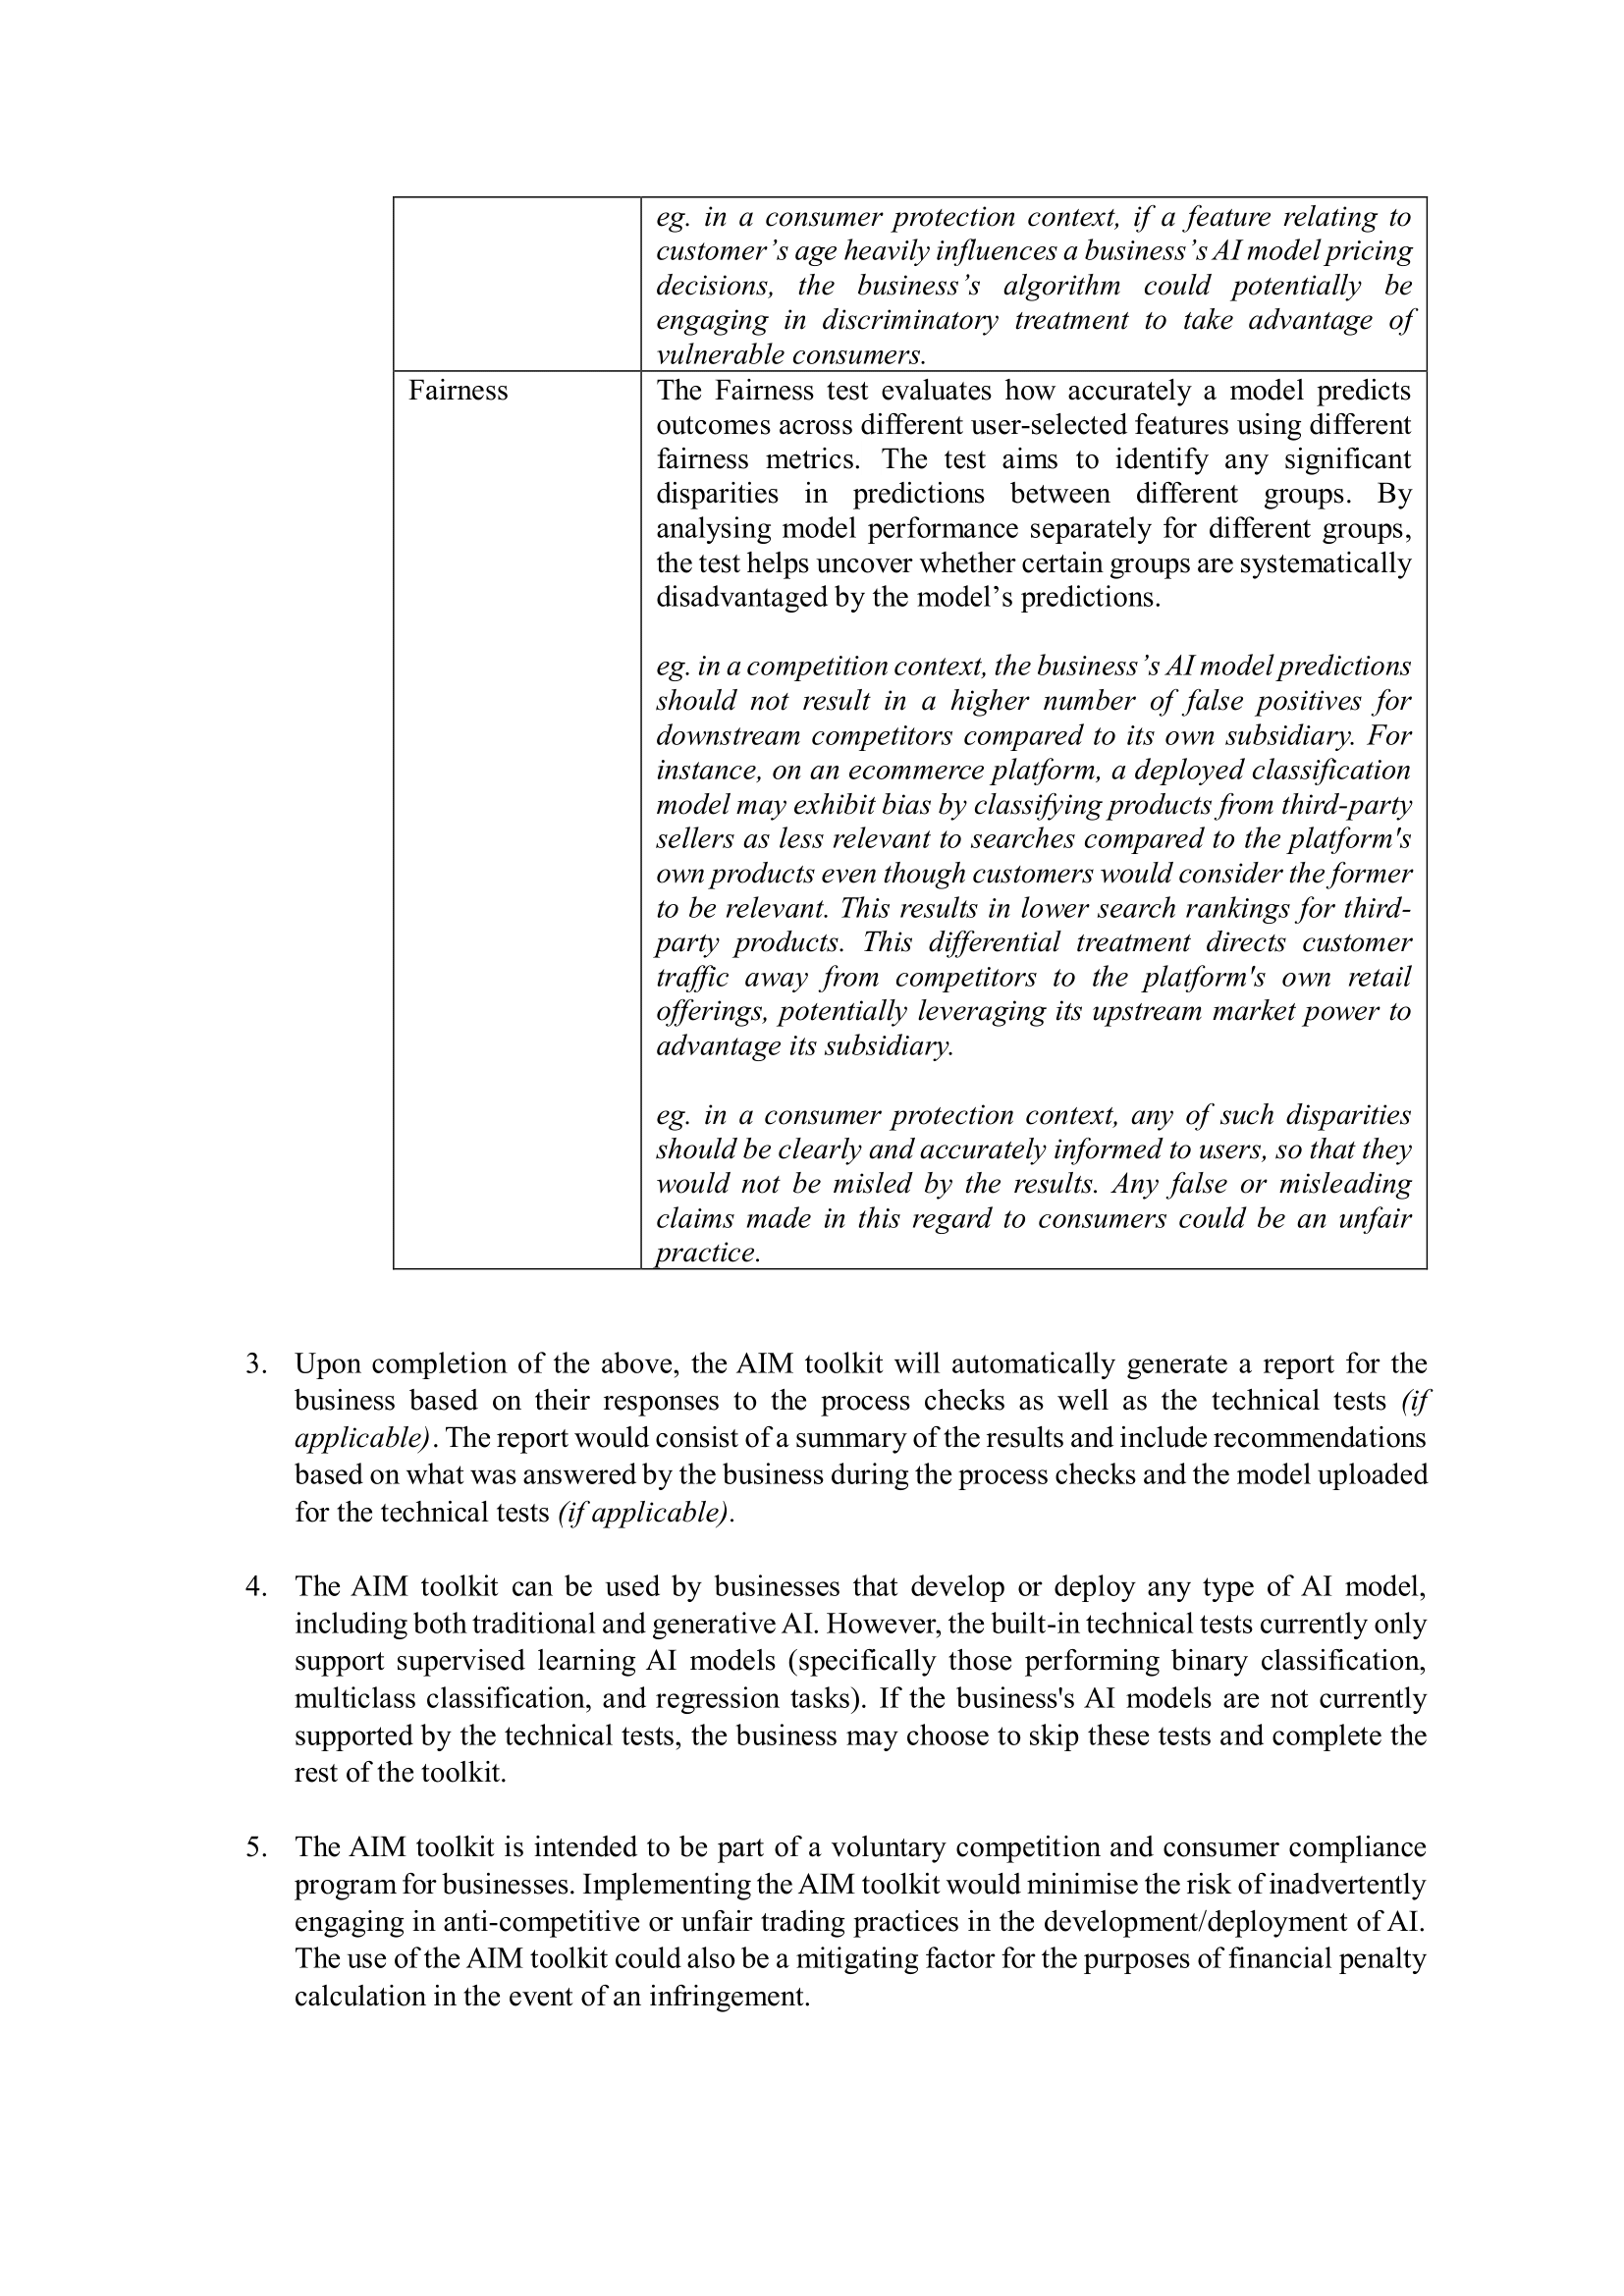 eg. in a consumer protection context, if a feature relating to
customer’s age heavily influences a business’s AI model pricing
decisions, the business’s algorithm could potentially be
engaging in discriminatory treatment to take advantage of
vulnerable consumers.
Fairness
The Fairness test evaluates how accurately a model predicts
outcomes across different user-selected features using different
fairness metrics. The test aims to identify any significant
disparities in predictions between different groups. By
analysing model performance separately for different groups,
the test helps uncover whether certain groups are systematically
disadvantaged by the model’s predictions.
eg. in a competition context, the business’s AI model predictions
should not result in a higher number of false positives for
downstream competitors compared to its own subsidiary. For
instance, on an ecommerce platform, a deployed classification
model may exhibit bias by classifying products from third-party
sellers as less relevant to searches compared to the platform's
own products even though customers would consider the former
to be relevant. This results in lower search rankings for third-
party products. This differential treatment directs customer
traffic away from competitors to the platform's own retail
offerings, potentially leveraging its upstream market power to
advantage its subsidiary.
eg. in a consumer protection context, any of such disparities
should be clearly and accurately informed to users, so that they
would not be misled by the results. Any false or misleading
claims made in this regard to consumers could be an unfair
practice.
3. Upon completion of the above, the AIM toolkit will automatically generate a report for the
business based on their responses to the process checks as well as the technical tests (if
applicable). The report would consist of a summary of the results and include recommendations
based on what was answered by the business during the process checks and the model uploaded
for the technical tests (if applicable).
4. The AIM toolkit can be used by businesses that develop or deploy any type of AI model,
including both traditional and generative AI. However, the built-in technical tests currently only
support supervised learning AI models (specifically those performing binary classification,
multiclass classification, and regression tasks). If the business's AI models are not currently
supported by the technical tests, the business may choose to skip these tests and complete the
rest of the toolkit.
5. The AIM toolkit is intended to be part of a voluntary competition and consumer compliance
program for businesses. Implementing the AIM toolkit would minimise the risk of inadvertently
engaging in anti-competitive or unfair trading practices in the development/deployment of AI.
The use of the AIM toolkit could also be a mitigating factor for the purposes of financial penalty
calculation in the event of an infringement.